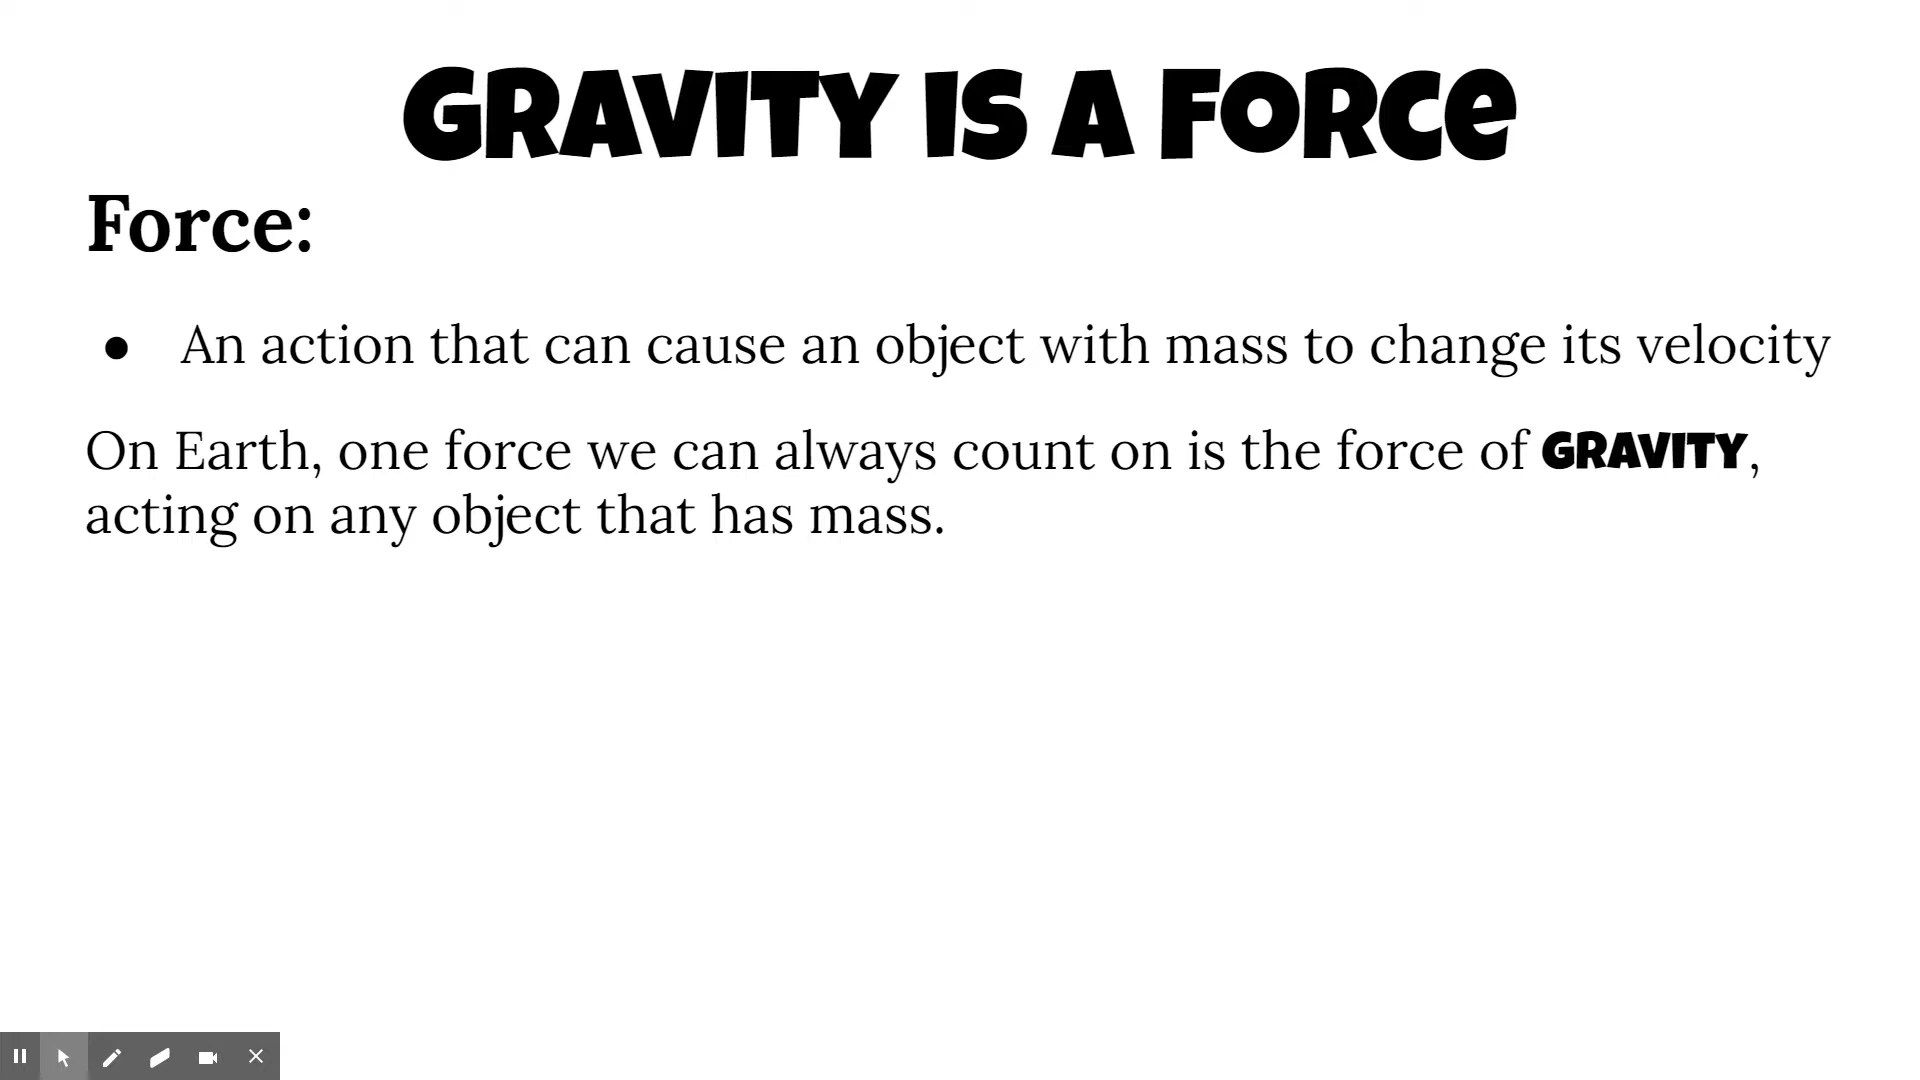 GRAVITY IS A FORCe
Force:
● An action that can cause an object with mass to change its velocity
On Earth, one force we can always count on is the force of GRAVITY,
acting on any object that has mass.